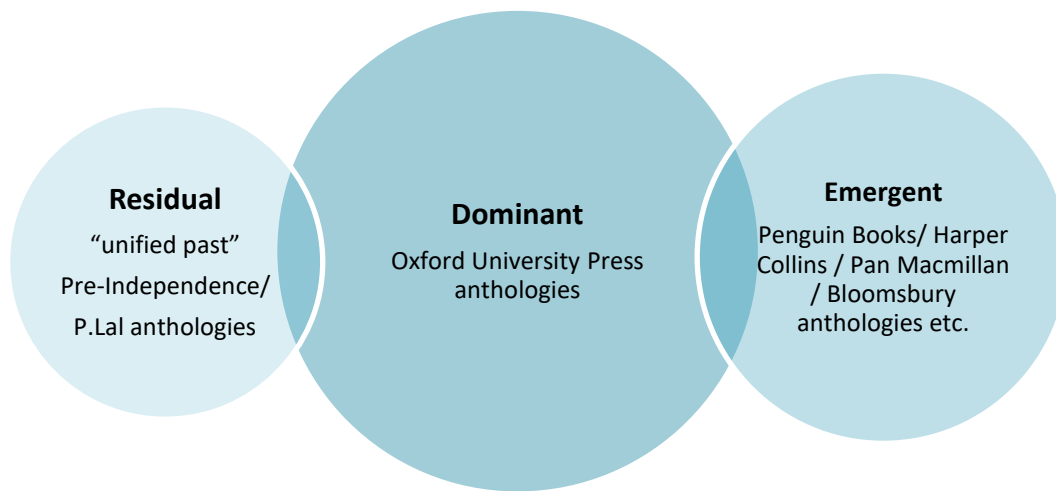 Residual
“unified past”
Pre-Independence/
P.Lal anthologies
Dominant
Oxford University Press
anthologies
Emergent
Penguin Books/ Harper
Collins / Pan Macmillan
/ Bloomsbury
anthologies etc.